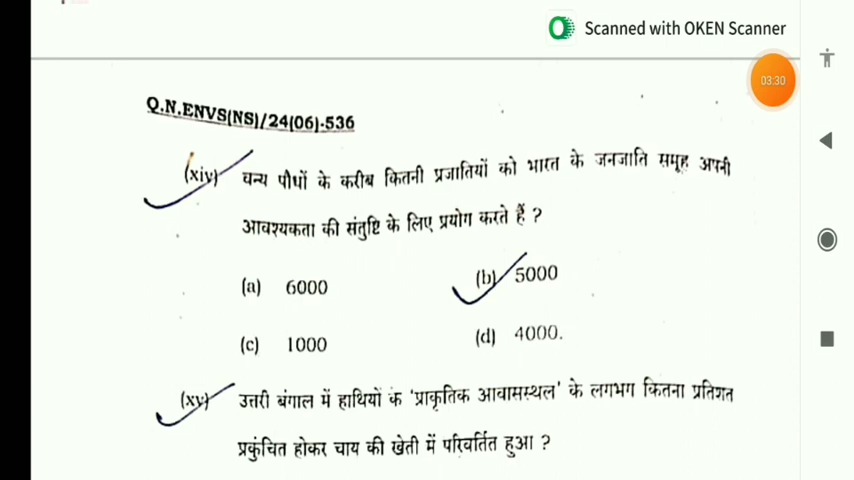 Scanned with OKEN Scanner
03:30
Q.N.ENVS(NS)/24(06)-536
(xiv) वन्य पौधों के करीब कितनी प्रजातियों को भारत के जनजाति समूह अपनी
आवश्यकता की संतुष्टि के लिए प्रयोग करते हैं ?
(a) 6000 (b) 5000
(c) 1000 (d) 4000.
(xv) उत्तरी बंगाल में हाथियों के 'प्राकृतिक आवासस्थल' के लगभग कितना प्रतिशत
प्रकुंचित होकर चाय की खेती में परिवर्तित हुआ ?